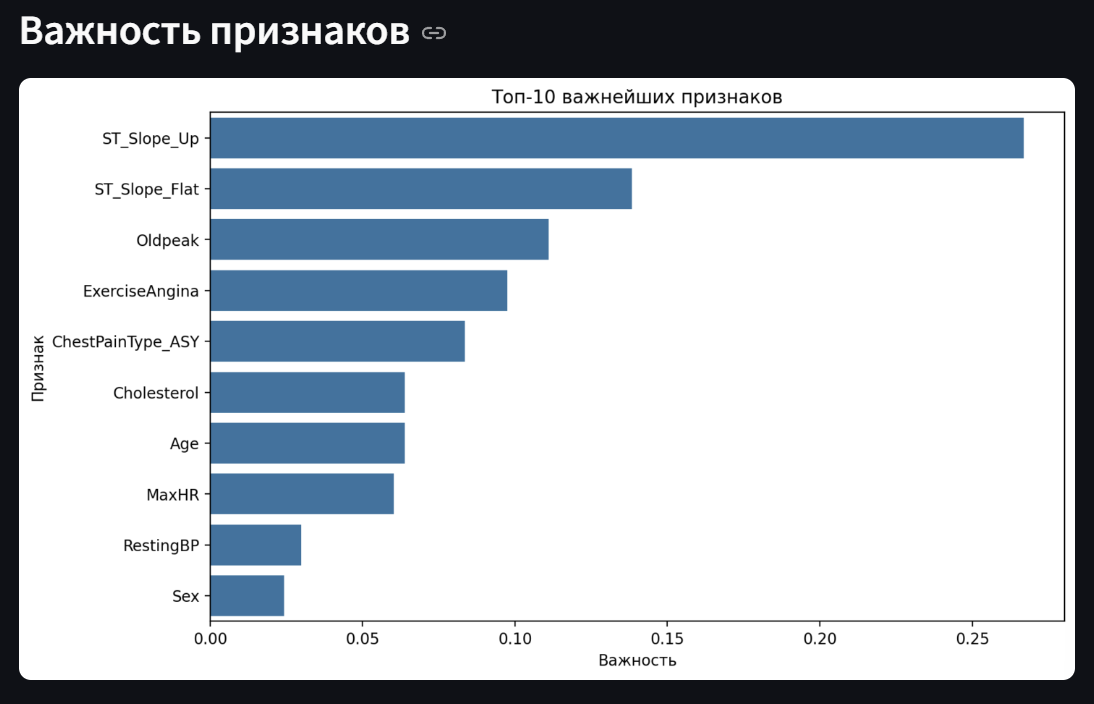 Важность признаков
Топ-10 важнейших признаков
ST_Slope_Up
ST_Slope_Flat
Oldpeak
ExerciseAngina
ChestPainType_ASY
Cholesterol
Age
MaxHR
RestingBP
Sex
Признак
0.00 0.05 0.10 0.15 0.20 0.25
Важность